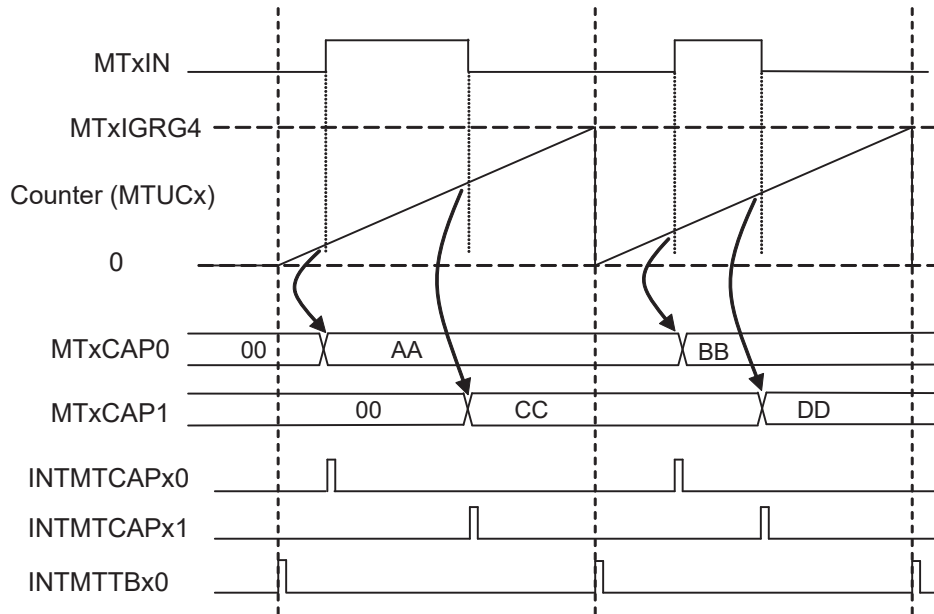 MTxIN
MTxIGRG4
Counter (MTUCx)
0
MTxCAP0 00 AA BB
MTxCAP1 00 CC DD
INTMTCAPx0
INTMTCAPx1
INTMTTBx0